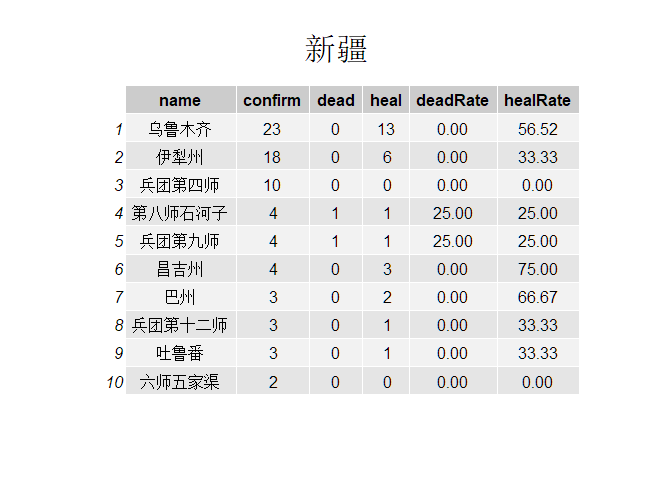 新疆
name confirm dead heal deadRate healRate
1 乌鲁木齐 23 0 13 0.00 56.52
2 伊犁州 18 0 6 0.00 33.33
3 兵团第四师 10 0 0 0.00 0.00
4 第八师石河子 4 1 1 25.00 25.00
5 兵团第九师 4 1 1 25.00 25.00
6 昌吉州 4 0 3 0.00 75.00
7 巴州 3 0 2 0.00 66.67
8 兵团第十二师 3 0 1 0.00 33.33
9 吐鲁番 3 0 1 0.00 33.33
10 六师五家渠 2 0 0 0.00 0.00